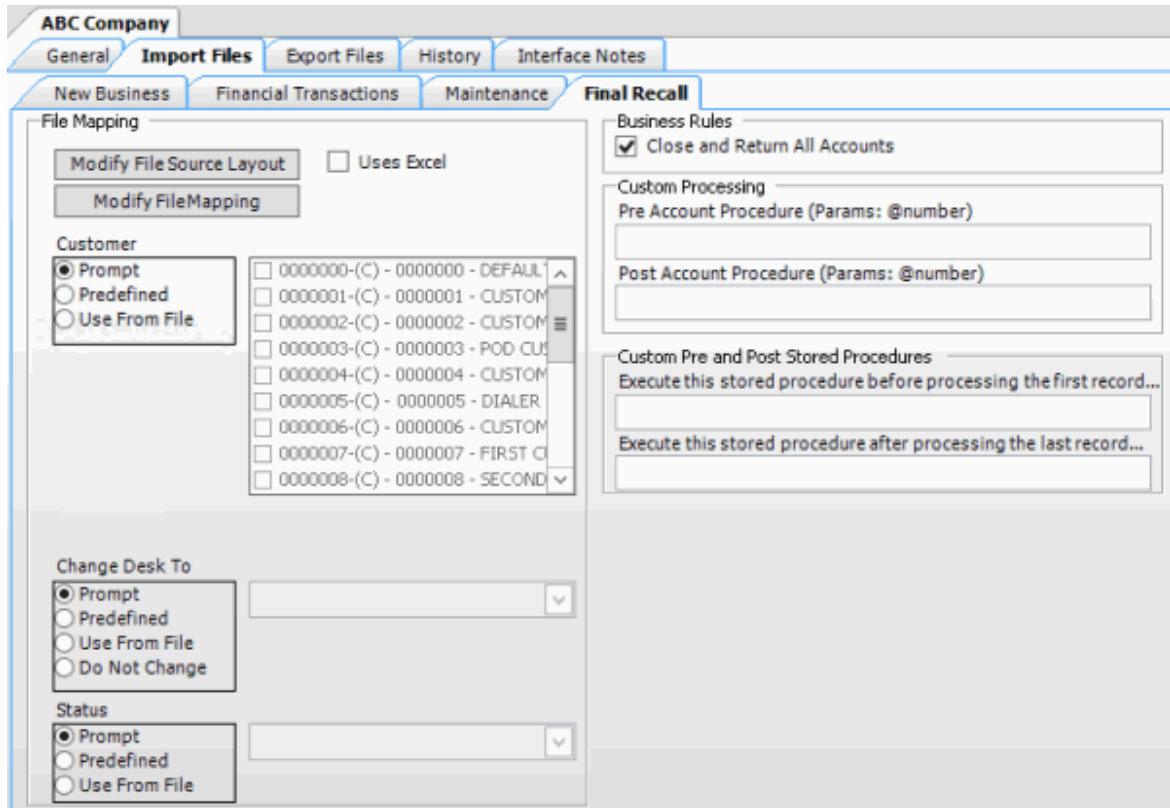 ABC Company
General Import Files Export Files History Interface Notes
New Business Financial Transactions Maintenance Final Recall
File Mapping
Modify File Source Layout Uses Excel
Modify FileMapping
Customer
Prompt
Predefined
Use From File
0000000-(C) - 0000000 - DEFAULT
0000001-(C) - 0000001 - CUSTOM
0000002-(C) - 0000002 - CUSTOM
0000003-(C) - 0000003 - POD CUS
0000004-(C) - 0000004 - CUSTOM
0000005-(C) - 0000005 - DIALER
0000006-(C) - 0000006 - CUSTOM
0000007-(C) - 0000007 - FIRST CU
0000008-(C) - 0000008 - SECOND
Change Desk To
Prompt
Predefined
Use From File
Do Not Change
Status
Prompt
Predefined
Use From File
Business Rules
Close and Return All Accounts
Custom Processing
Pre Account Procedure (Params: @number)
Post Account Procedure (Params: @number)
Custom Pre and Post Stored Procedures
Execute this stored procedure before processing the first record...
Execute this stored procedure after processing the last record...